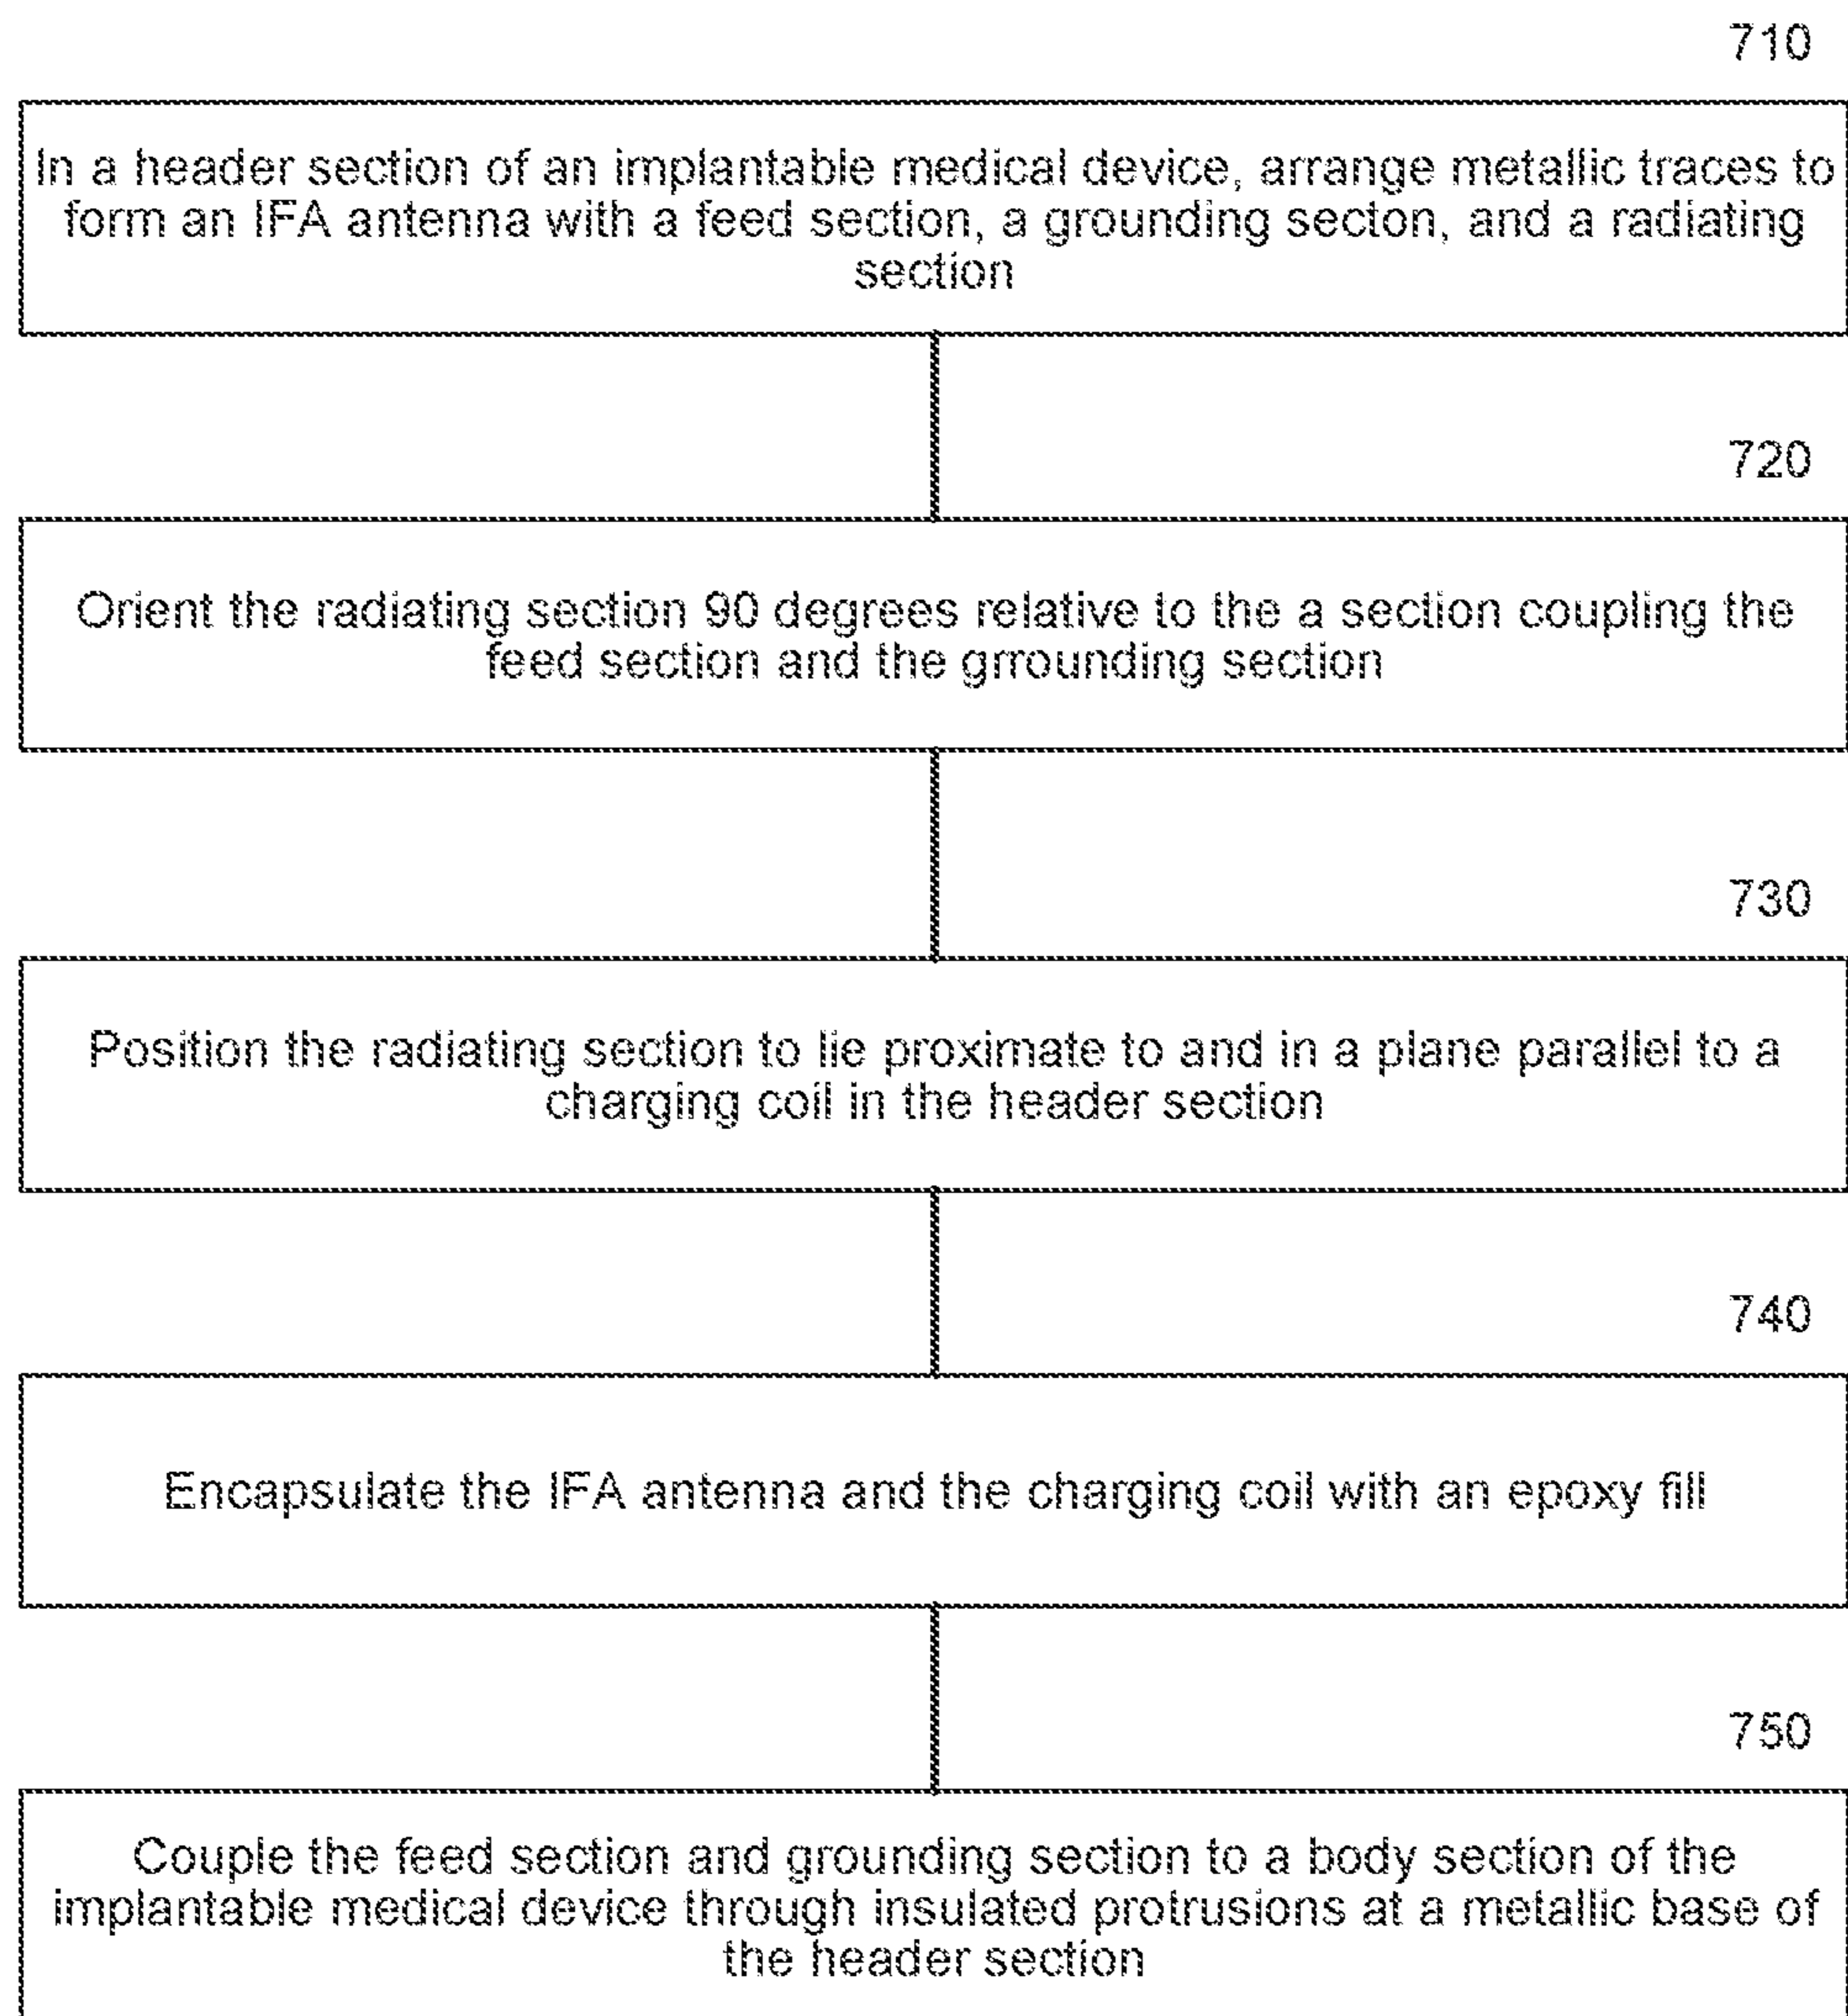 710
In a header section of an implantable medical device, arrange metallic traces to
form an IFA antenna with a feed section, a grounding secton, and a radiating
section
720
Orient the radiating section 90 degrees relative to the a section coupling the
feed section and the grrounding section
730
Position the radiating section to lie proximate to and in a plane parallel to a
charging coil in the header section
740
Encapsulate the IFA antenna and the charging coil with an epoxy fill
750
Couple the feed section and grounding section to a body section of the
implantable medical device through insulated protrusions at a metallic base of
the header section